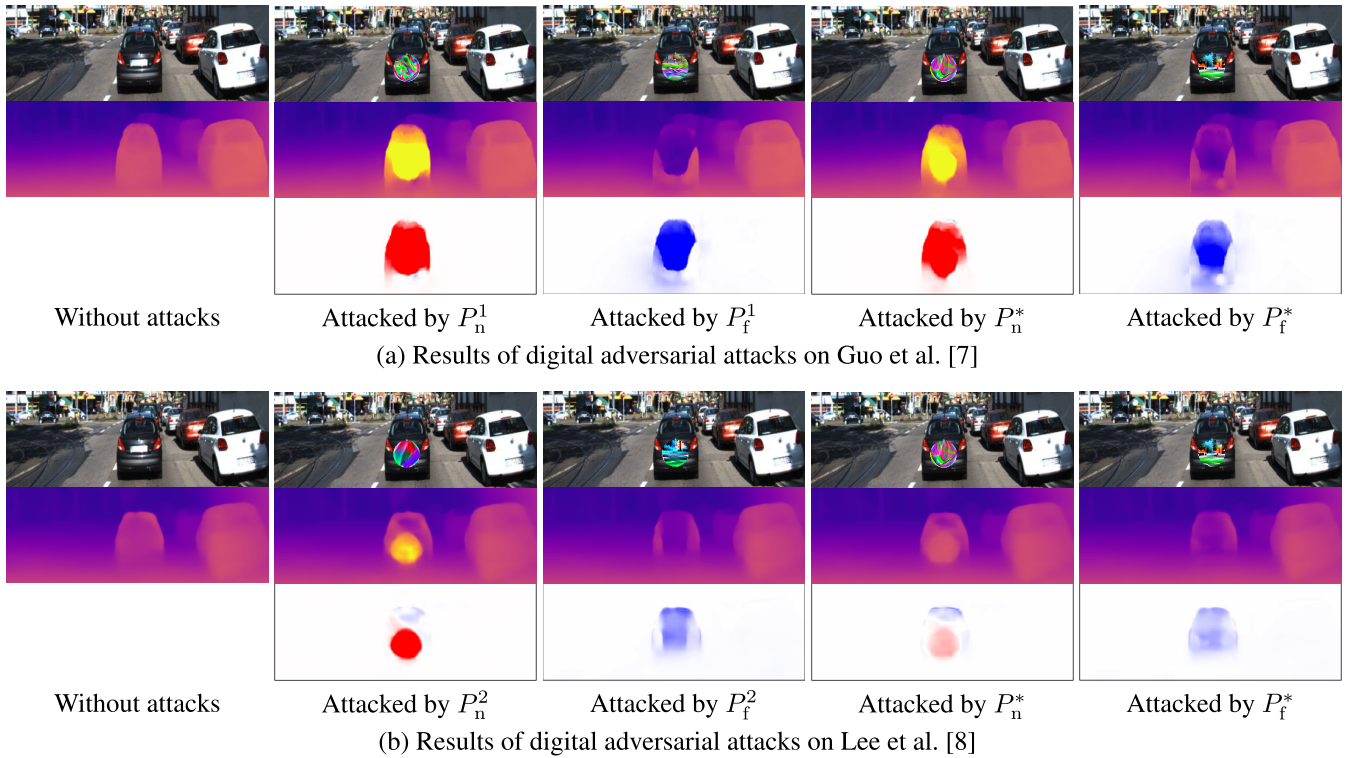 Without attacks Attacked by P_n^1 Attacked by P_f^1 Attacked by P_n^* Attacked by P_f^*
(a) Results of digital adversarial attacks on Guo et al. [7]
Without attacks Attacked by P_n^2 Attacked by P_f^2 Attacked by P_n^* Attacked by P_f^*
(b) Results of digital adversarial attacks on Lee et al. [8]